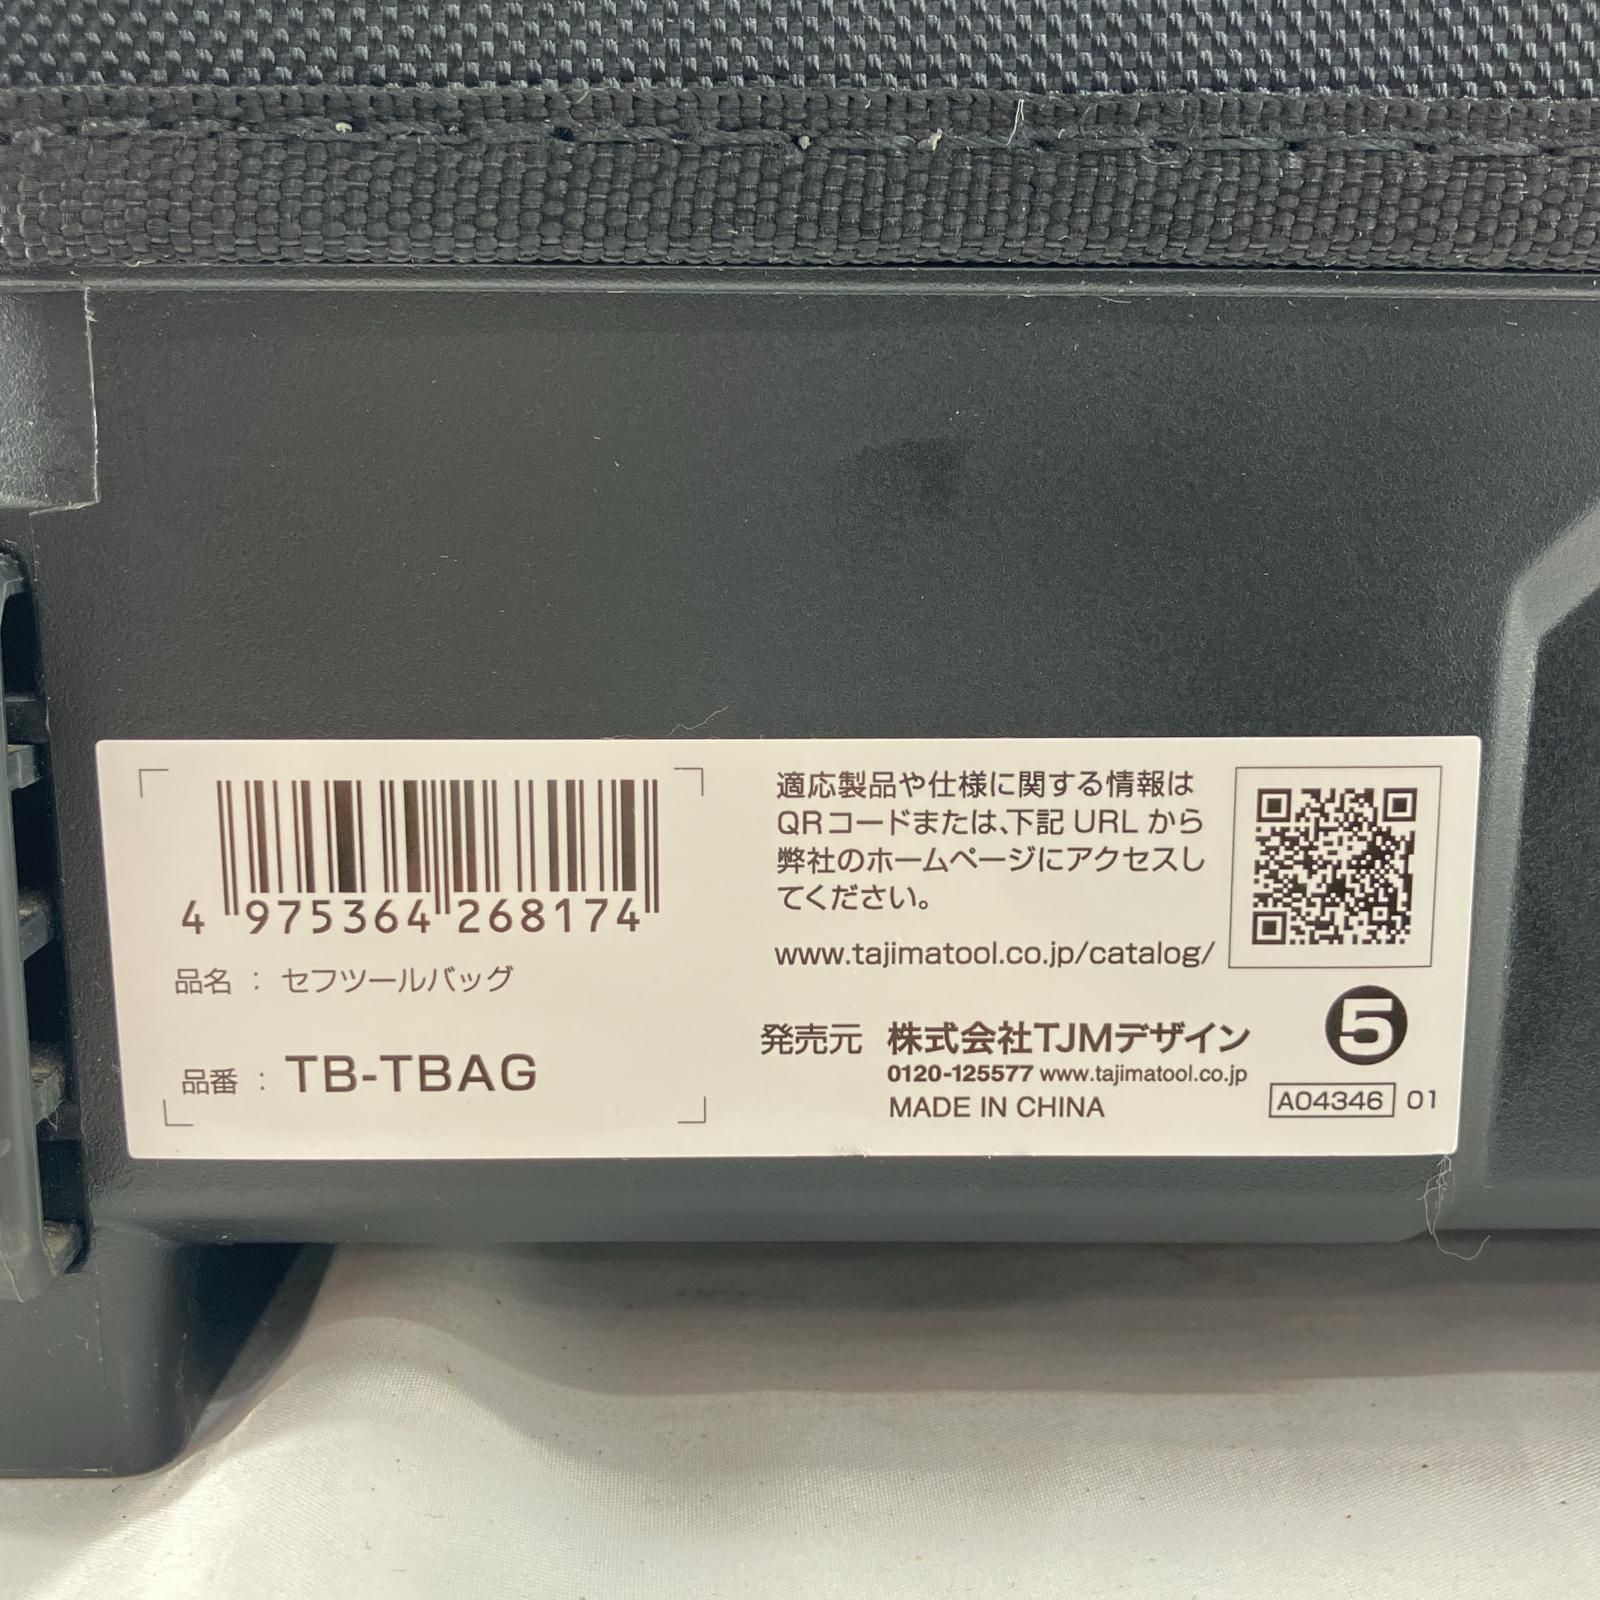 4 975364 268174
品名 : セフツールバッグ
品番 : TB-TBAG
適応製品や仕様に関する情報は
QRコードまたは、下記 URL から
弊社のホームページにアクセスし
てください。
www.tajimatool.co.jp/catalog/
発売元 株式会社TJMデザイン
0120-125577 www.tajimatool.co.jp
MADE IN CHINA
5
A04346 01